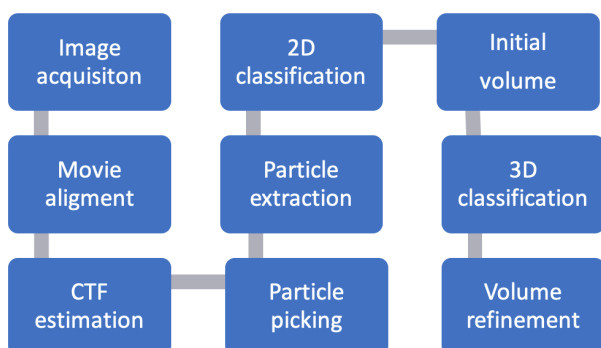 Image
acquisiton
Movie
aligment
CTF
estimation
Particle
picking
Particle
extraction
2D
classification
Initial
volume
3D
classification
Volume
refinement